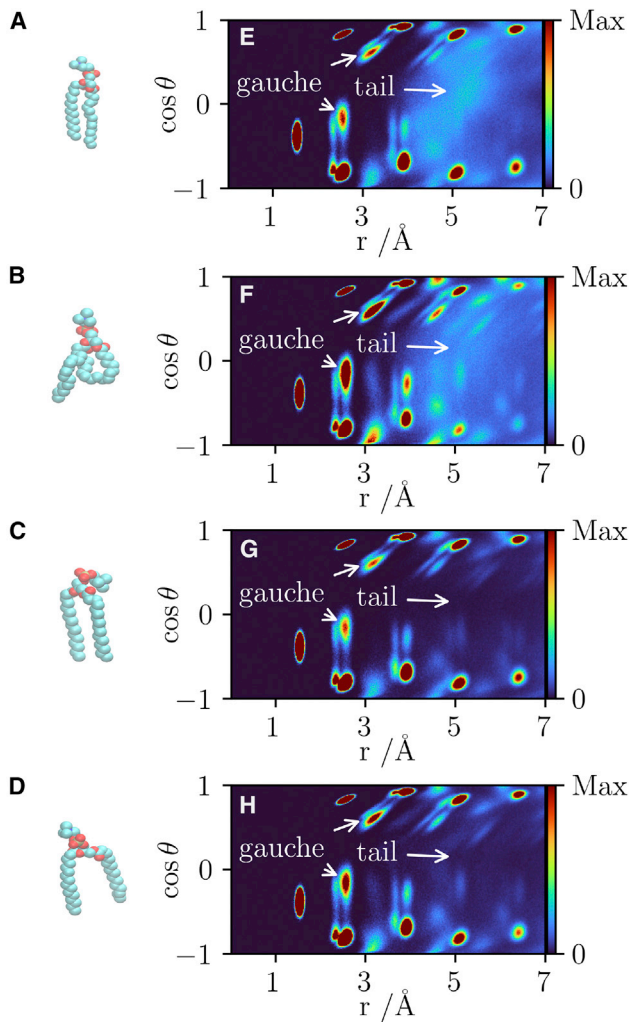 A
E
gauche
tail
cos θ
1
0
−1
1 3 5 7
r /Å
Max
0
B
F
gauche
tail
cos θ
1
0
−1
1 3 5 7
r /Å
Max
0
C
G
gauche
tail
cos θ
1
0
−1
1 3 5 7
r /Å
Max
0
D
H
gauche
tail
cos θ
1
0
−1
1 3 5 7
r /Å
Max
0